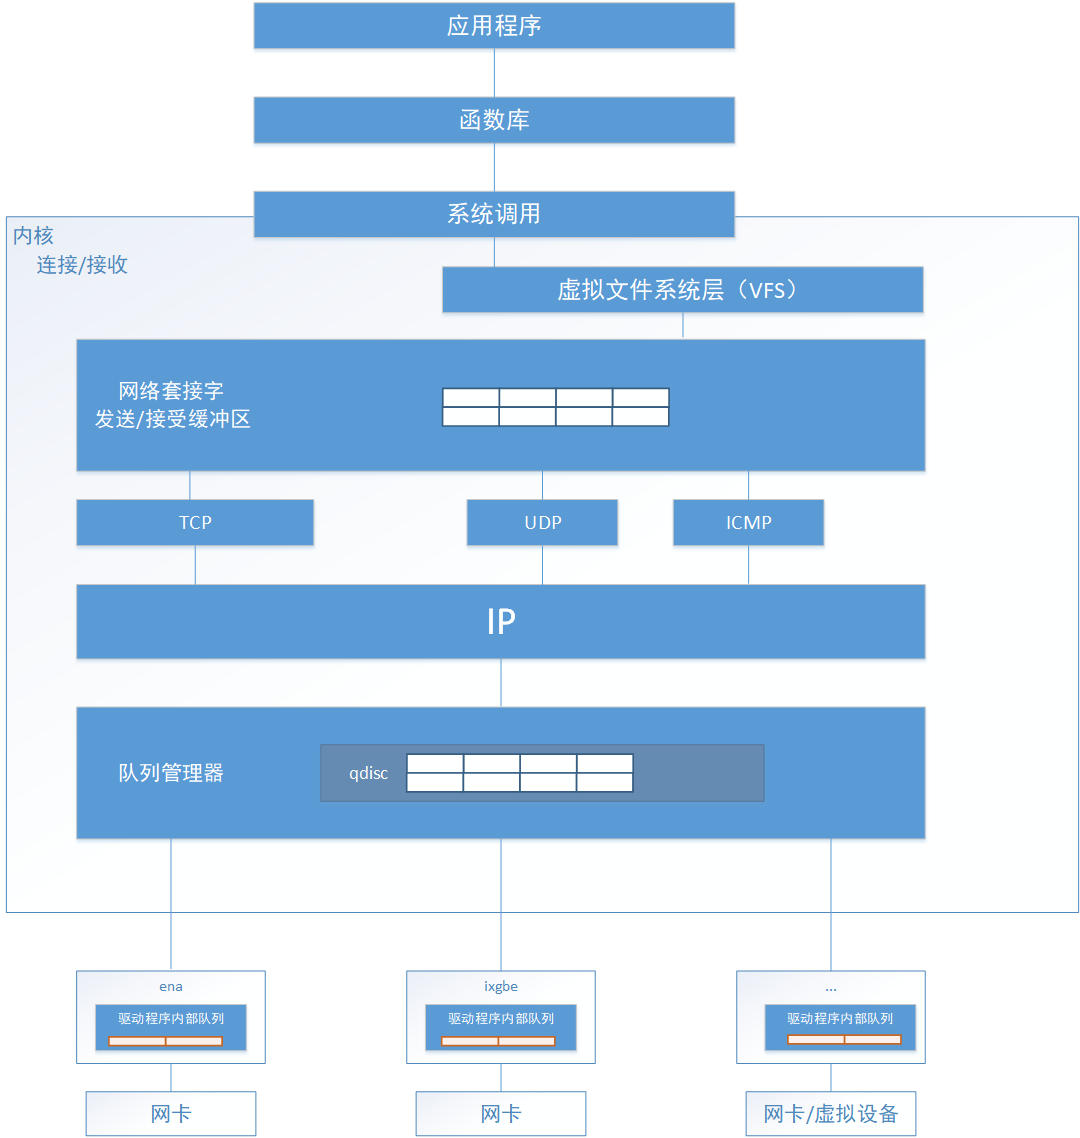 应用程序
函数库
系统调用
内核
连接/接收
虚拟文件系统层（VFS）
网络套接字
发送/接受缓冲区
TCP
UDP
ICMP
IP
队列管理器
qdisc
ena
ixgbe
...
驱动程序内部队列
驱动程序内部队列
驱动程序内部队列
网卡
网卡
网卡/虚拟设备